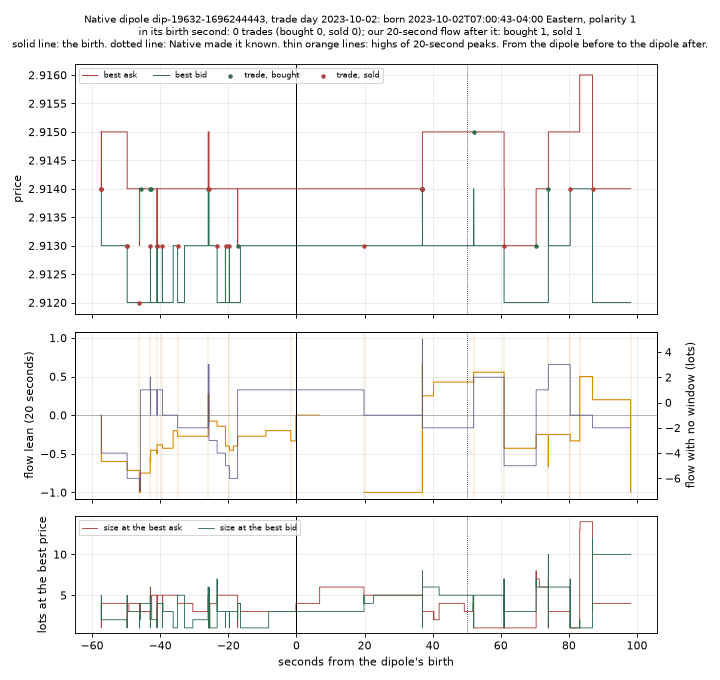 Native dipole dip-19632-1696244443, trade day 2023-10-02: born 2023-10-02T07:00:43-04:00 Eastern, polarity 1
in its birth second: 0 trades (bought 0, sold 0); our 20-second flow after it: bought 1, sold 1
solid line: the birth. dotted line: Native made it known. thin orange lines: highs of 20-second peaks. From the dipole before to the dipole after.
best ask best bid trade, bought trade, sold
2.9160
2.9155
2.9150
2.9145
2.9140
2.9135
2.9130
2.9125
2.9120
price
1.0
0.5
0.0
−0.5
−1.0
flow lean (20 seconds)
4
2
0
−2
−4
−6
flow with no window (lots)
size at the best ask size at the best bid
10
5
lots at the best price
−60 −40 −20 0 20 40 60 80 100
seconds from the dipole's birth